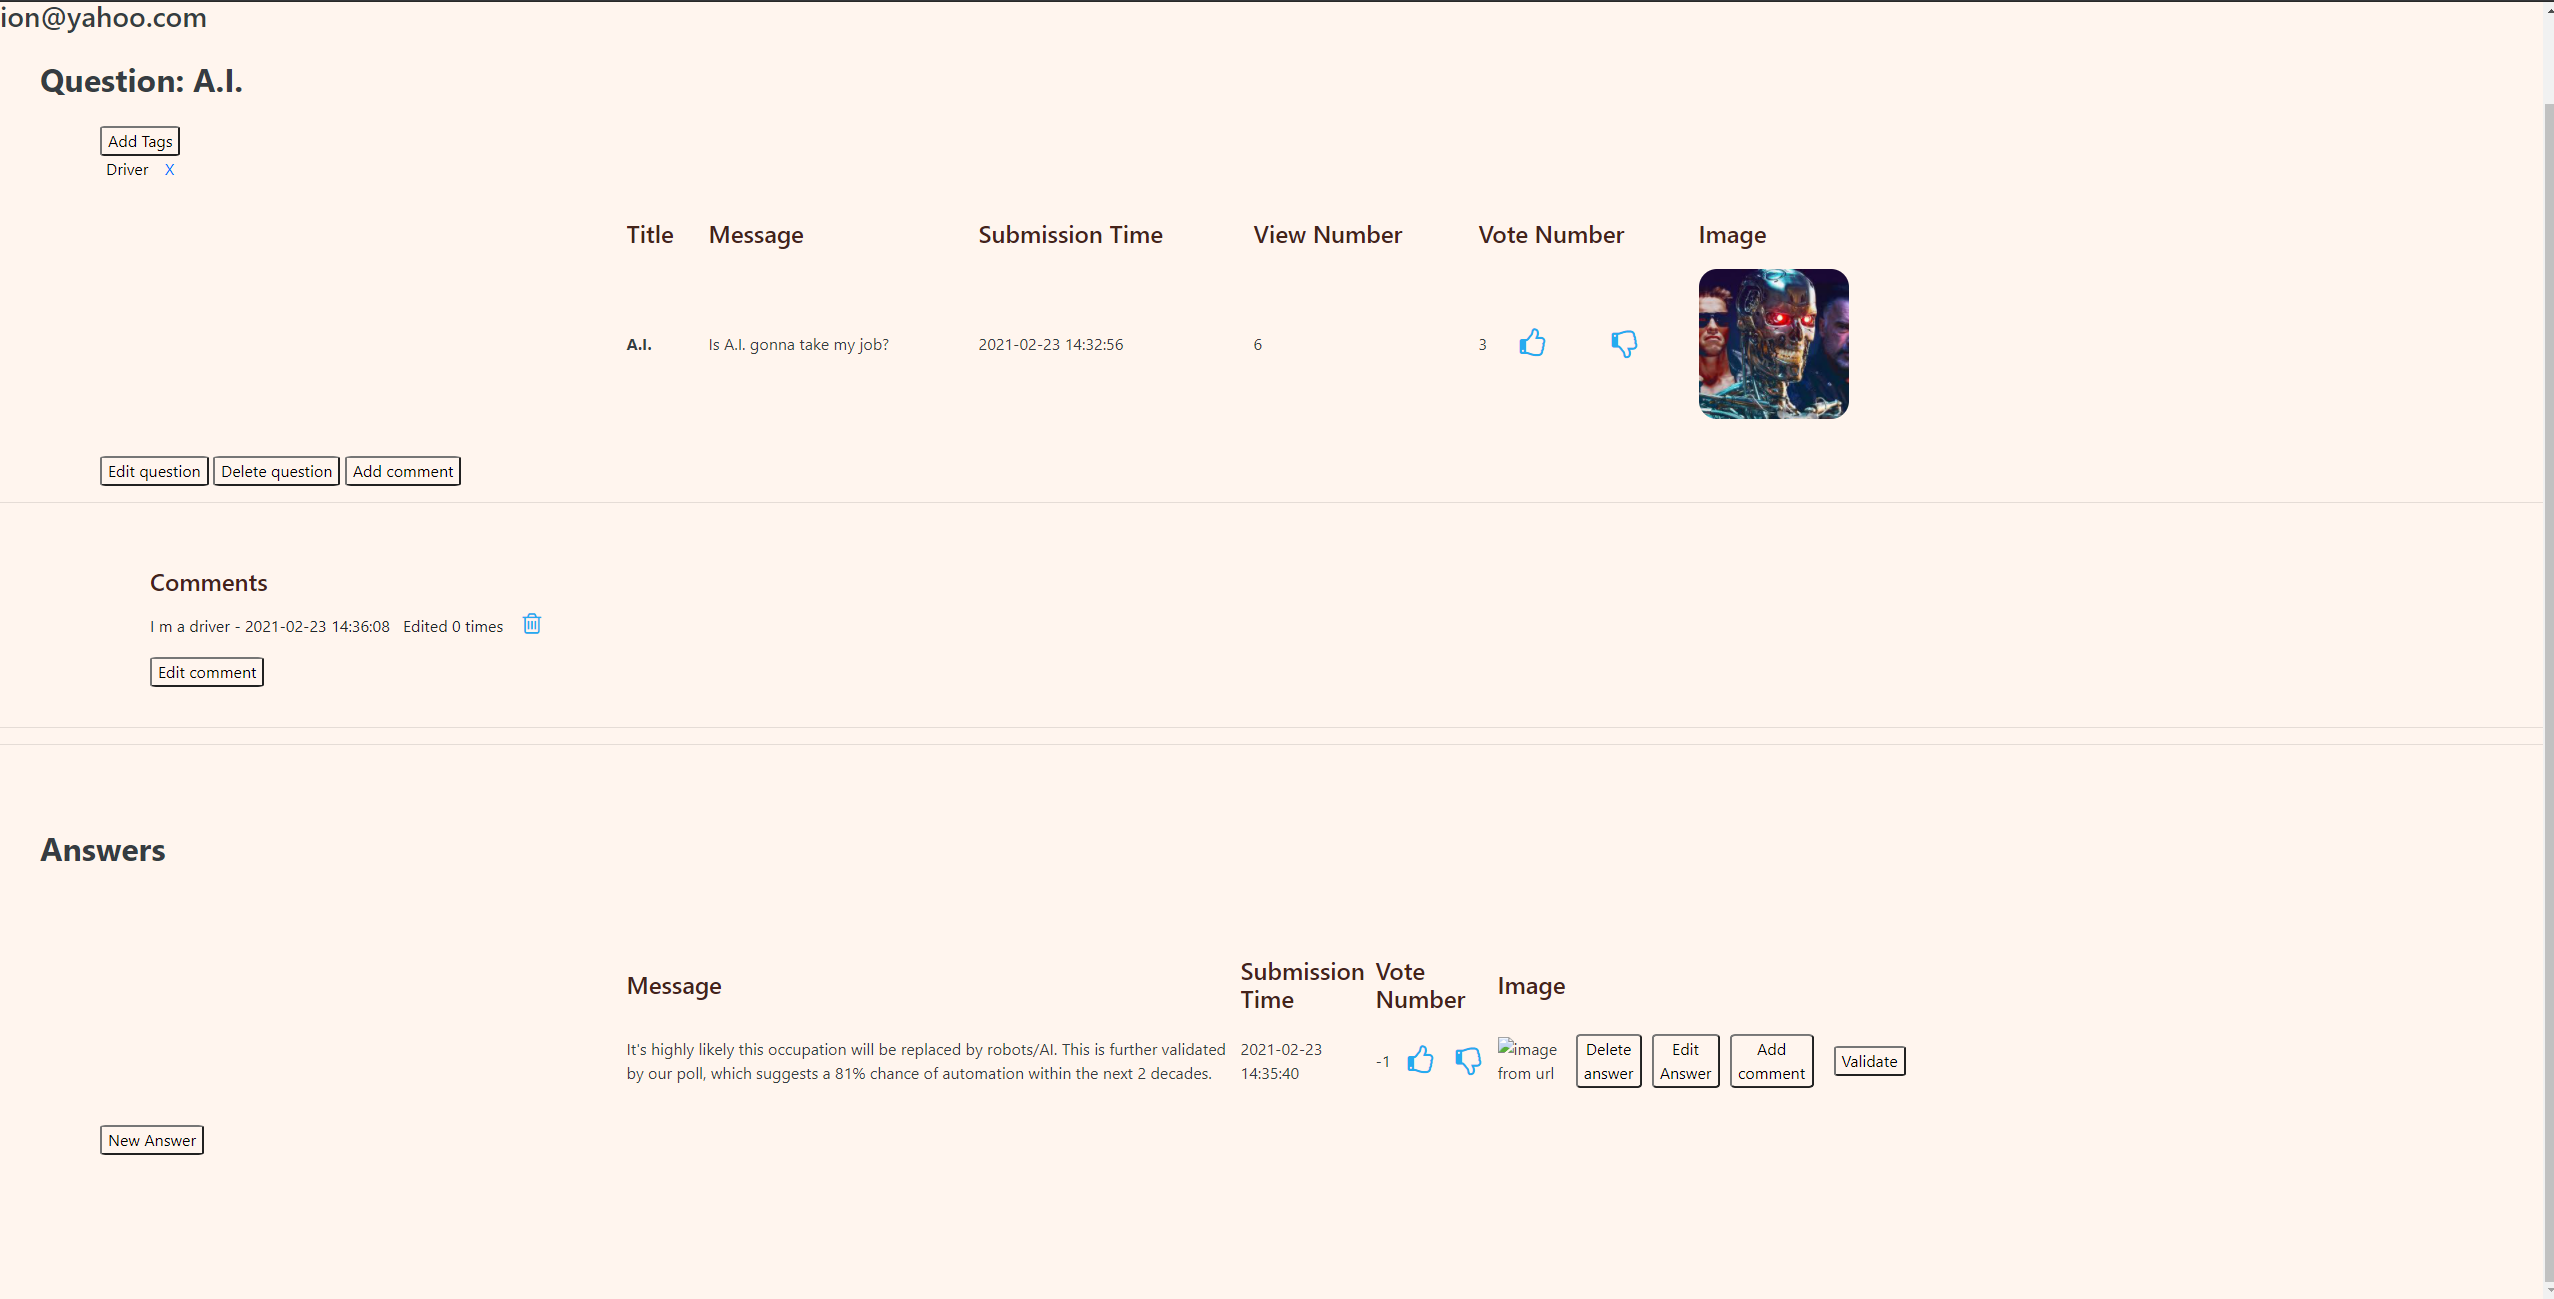 ion@yahoo.com
Question: A.I.
Add Tags
Driver X
Title Message Submission Time View Number Vote Number Image
A.I. Is A.I. gonna take my job? 2021-02-23 14:32:56 6 3
Edit question Delete question Add comment
Comments
I m a driver - 2021-02-23 14:36:08 Edited 0 times
Edit comment
Answers
Message Submission Time Vote Number Image
It's highly likely this occupation will be replaced by robots/AI. This is further validated
by our poll, which suggests a 81% chance of automation within the next 2 decades.
2021-02-23
14:35:40
-1
image
from url
Delete
answer
Edit
Answer
Add
comment
Validate
New Answer